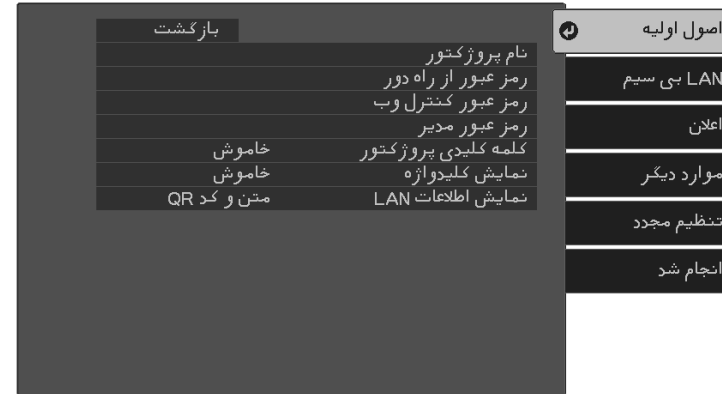 اصول اولیه
LAN بی سیم
اعلان
موارد دیگر
تنظیم مجدد
انجام شد
بازگشت
نام پروژکتور
رمز عبور از راه دور
رمز عبور کنترل وب
رمز عبور مدیر
کلمه کلیدی پروژکتور خاموش
نمایش کلیدواژه خاموش
نمایش اطلاعات LAN متن و کد QR